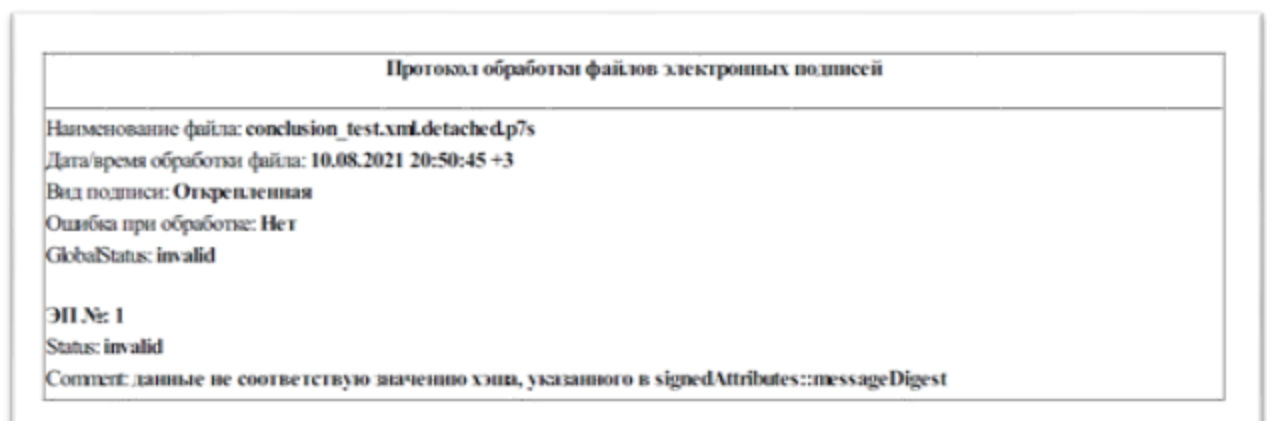 Протокол обработки файлов электронных подписей
Наименование файла: conclusion_test.xml.detached.p7s
Дата/время обработки файла: 10.08.2021 20:50:45 +3
Вид подписи: Открепленная
Ошибка при обработке: Нет
GlobalStatus: invalid
ЭП №: 1
Status: invalid
Comment: данные не соответствую значению хэша, указанного в signedAttributes::messageDigest